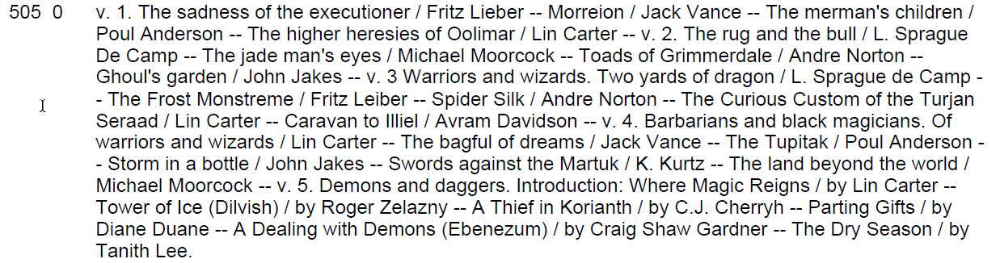 505 0 v. 1. The sadness of the executioner / Fritz Lieber -- Morreion / Jack Vance -- The merman's children /
Poul Anderson -- The higher heresies of Oolimar / Lin Carter -- v. 2. The rug and the bull / L. Sprague
De Camp -- The jade man's eyes / Michael Moorcock -- Toads of Grimmerdale / Andre Norton --
Ghoul's garden / John Jakes -- v. 3 Warriors and wizards. Two yards of dragon / L. Sprague de Camp -
- The Frost Monstreme / Fritz Leiber -- Spider Silk / Andre Norton -- The Curious Custom of the Turjan
Seraad / Lin Carter -- Caravan to Illiel / Avram Davidson -- v. 4. Barbarians and black magicians. Of
warriors and wizards / Lin Carter -- The bagful of dreams / Jack Vance -- The Tupitak / Poul Anderson -
- Storm in a bottle / John Jakes -- Swords against the Martuk / K. Kurtz -- The land beyond the world /
Michael Moorcock -- v. 5. Demons and daggers. Introduction: Where Magic Reigns / by Lin Carter --
Tower of Ice (Dilvish) / by Roger Zelazny -- A Thief in Korianth / by C.J. Cherryh -- Parting Gifts / by
Diane Duane -- A Dealing with Demons (Ebenezum) / by Craig Shaw Gardner -- The Dry Season / by
Tanith Lee.